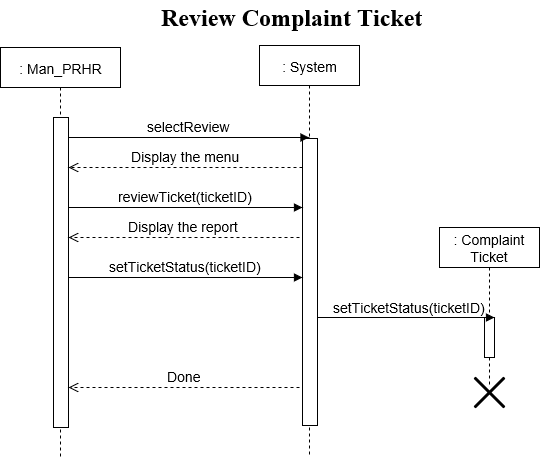 Review Complaint Ticket
: Man_PRHR
: System
selectReview
Display the menu
reviewTicket(ticketID)
Display the report
: Complaint
Ticket
setTicketStatus(ticketID)
setTicketStatus(ticketID)
Done